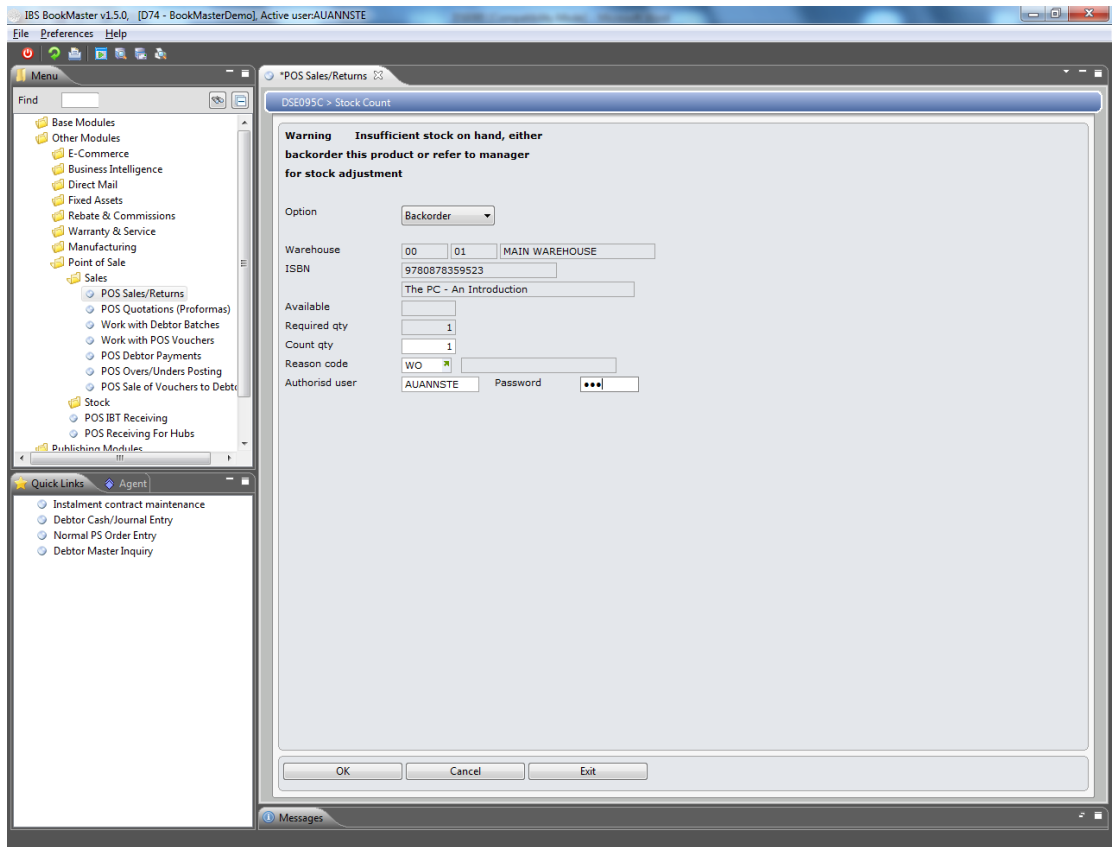 IBS BookMaster v1.5.0, [D74 - BookMasterDemo], Active user:AUANNSTE
File Preferences Help
Menu
Find
Base Modules
Other Modules
E-Commerce
Business Intelligence
Direct Mail
Fixed Assets
Rebate & Commissions
Warranty & Service
Manufacturing
Point of Sale
Sales
POS Sales/Returns
POS Quotations (Proformas)
Work with Debtor Batches
Work with POS Vouchers
POS Debtor Payments
POS Overs/Unders Posting
POS Sale of Vouchers to Debto
Stock
POS IBT Receiving
POS Receiving For Hubs
Publishing Modules
Quick Links Agent
Instalment contract maintenance
Debtor Cash/Journal Entry
Normal PS Order Entry
Debtor Master Inquiry
*POS Sales/Returns
DSE095C > Stock Count
Warning Insufficient stock on hand, either
backorder this product or refer to manager
for stock adjustment
Option Backorder
Warehouse 00 01 MAIN WAREHOUSE
ISBN 9780878359523
The PC - An Introduction
Available
Required qty 1
Count qty 1
Reason code WO
Authorisd user AUANNSTE Password •••
OK Cancel Exit
Messages